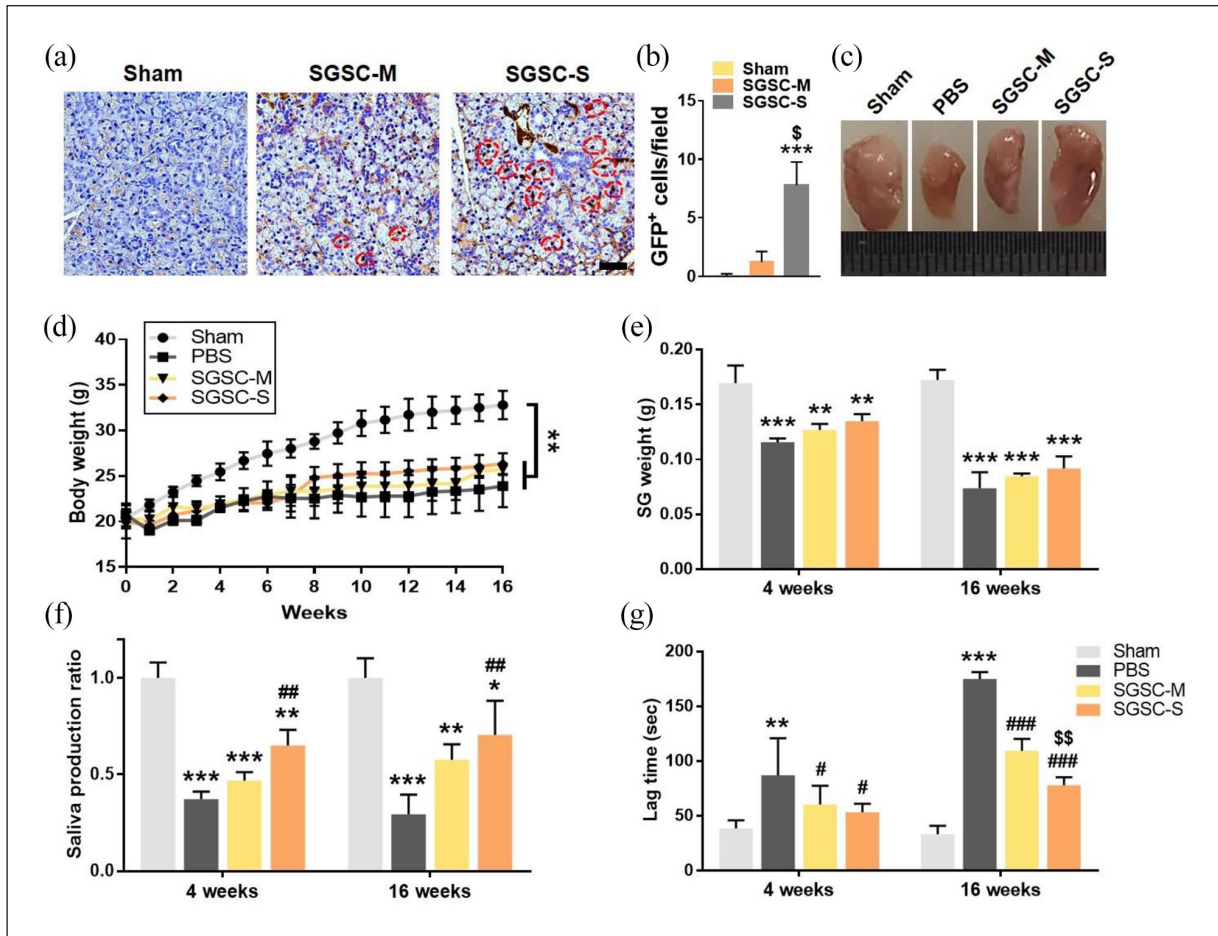 (a)
Sham
SGSC-M
SGSC-S
(b)
Sham
SGSC-M
SGSC-S
GFP+ cells/field
15
10
5
0
$
***
(c)
Sham
PBS
SGSC-M
SGSC-S
(d)
Sham
PBS
SGSC-M
SGSC-S
Body weight (g)
40
35
30
25
20
15
**
0 2 4 6 8 10 12 14 16
Weeks
(e)
SG weight (g)
0.20
0.15
0.10
0.05
0.00
*** ** **
*** *** ***
4 weeks 16 weeks
(f)
Saliva production ratio
1.0
0.5
0.0
*** *** ## **
*** ** ## *
4 weeks 16 weeks
(g)
Lag time (sec)
200
150
100
50
0
** # #
*** ### $$ ###
4 weeks 16 weeks
Sham
PBS
SGSC-M
SGSC-S